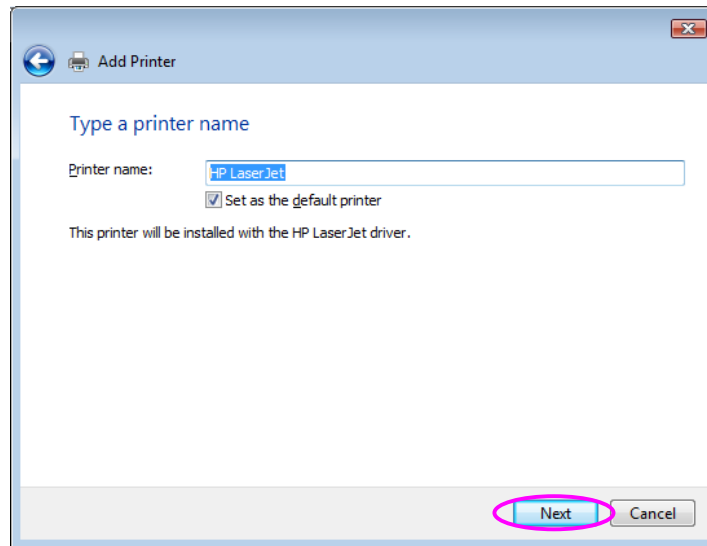 Add Printer
Type a printer name
Printer name: HP LaserJet
Set as the default printer
This printer will be installed with the HP LaserJet driver.
Next Cancel